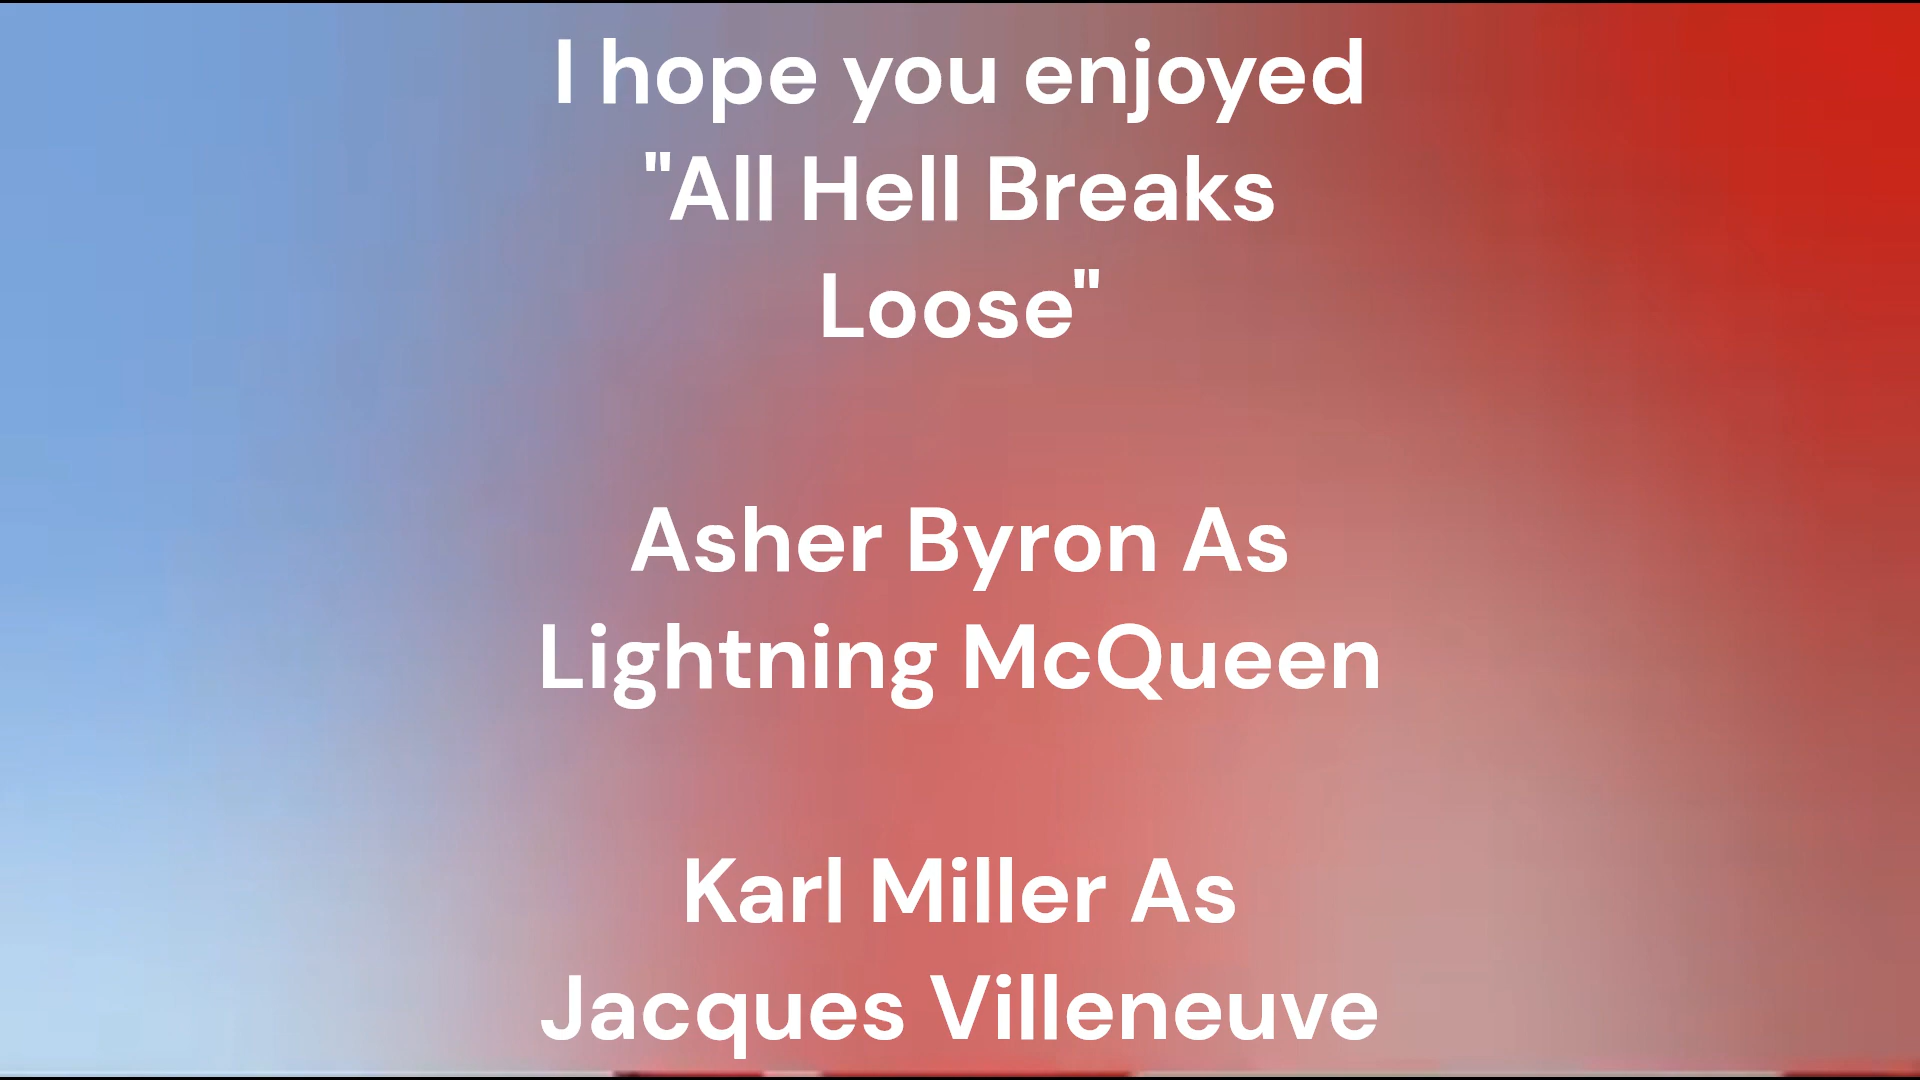 I hope you enjoyed
"All Hell Breaks
Loose"
Asher Byron As
Lightning McQueen
Karl Miller As
Jacques Villeneuve